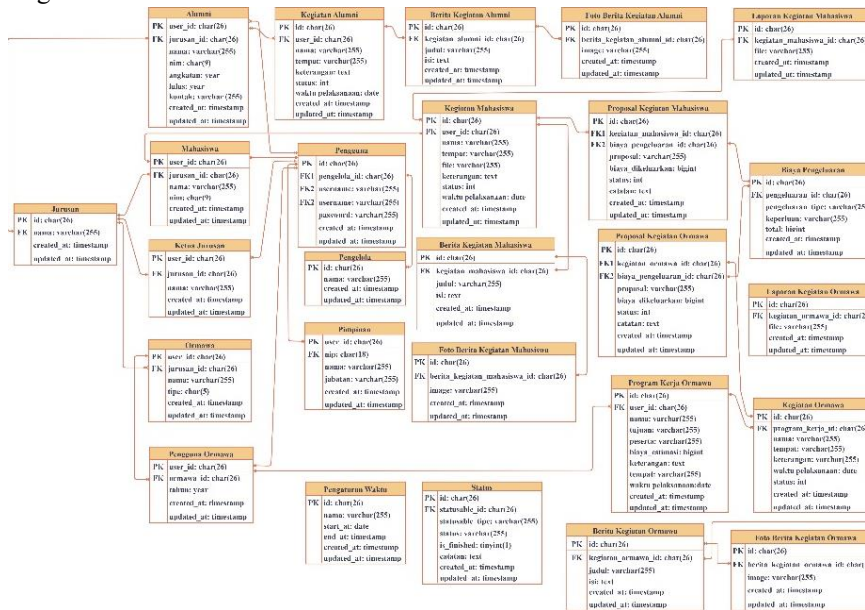 Alumni
PK user_id: char(26)
FK jurusan_id: char(26)
nama: varchar(255)
nim: char(9)
angkatan: year
lulus: year
kontak: varchar(255)
created_at: timestamp
updated_at: timestamp
Kegiatan Alumni
PK id: char(26)
FK user_id: char(26)
nama: varchar(255)
tempat: varchar(255)
keterangan: text
status: int
waktu pelaksanaan: date
created_at: timestamp
updated_at: timestamp
Berita Kegiatan Alumni
PK id: char(26)
FK kegiatan_alumni_id: char(26)
judul: varchar(255)
isi: text
created_at: timestamp
updated_at: timestamp
Foto Berita Kegiatan Alumni
PK id: char(26)
FK berita_kegiatan_alumni_id: char(26)
image: varchar(255)
created_at: timestamp
updated_at: timestamp
Laporan Kegiatan Mahasiswa
PK id: char(26)
FK kegiatan_mahasiswa_id: char(26)
file: varchar(255)
created_at: timestamp
updated_at: timestamp
Mahasiswa
PK user_id: char(26)
FK jurusan_id: char(26)
nama: varchar(255)
nim: char(9)
created_at: timestamp
updated_at: timestamp
Pengguna
PK id: char(26)
FK1 pengelola_id: char(26)
FK2 username: varchar(255)
FK2 username: varchar(255)
password: varchar(255)
created_at: timestamp
updated_at: timestamp
Kegiatan Mahasiswa
PK id: char(26)
FK user_id: char(26)
nama: varchar(255)
tempat: varchar(255)
file: varchar(255)
keterangan: text
status: int
waktu pelaksanaan: date
created_at: timestamp
updated_at: timestamp
Proposal Kegiatan Mahasiswa
PK id: char(26)
FK1 kegiatan_mahasiswa_id: char(26)
FK2 biaya_pengeluaran_id: char(26)
proposal: varchar(255)
biaya_dikeluarkan: bigint
status: int
catatan: text
created_at: timestamp
updated_at: timestamp
Biaya Pengeluaran
PK id: char(26)
FK pengeluaran_id: char(26)
pengeluaran_tipe: varchar(255)
keperluan: varchar(255)
total: bigint
created_at: timestamp
updated_at: timestamp
Jurusan
PK id: char(26)
FK nama: varchar(255)
created_at: timestamp
updated_at: timestamp
Ketua Jurusan
PK user_id: char(26)
FK jurusan_id: char(26)
nama: varchar(255)
created_at: timestamp
updated_at: timestamp
Pengelola
PK id: char(26)
nama: varchar(255)
created_at: timestamp
updated_at: timestamp
Berita Kegiatan Mahasiswa
PK id: char(26)
FK kegiatan_mahasiswa_id: char(26)
judul: varchar(255)
isi: text
created_at: timestamp
updated_at: timestamp
Proposal Kegiatan Ormawa
PK id: char(26)
FK1 kegiatan_ormawa_id: char(26)
FK2 biaya_pengeluaran_id: char(26)
proposal: varchar(255)
biaya_dikeluarkan: bigint
status: int
catatan: text
created_at: timestamp
updated_at: timestamp
Laporan Kegiatan Ormawa
PK id: char(26)
FK kegiatan_ormawa_id: char(26)
file: varchar(255)
created_at: timestamp
updated_at: timestamp
Ormawa
PK user_id: char(26)
FK jurusan_id: char(26)
nama: varchar(255)
tipe: char(5)
created_at: timestamp
updated_at: timestamp
Pimpinan
PK user_id: char(26)
FK nip: char(18)
nama: varchar(255)
jabatan: varchar(255)
created_at: timestamp
updated_at: timestamp
Foto Berita Kegiatan Mahasiswa
PK id: char(26)
FK berita_kegiatan_mahasiswa_id: char(26)
image: varchar(255)
created_at: timestamp
updated_at: timestamp
Program Kerja Ormawa
PK id: char(26)
FK user_id: char(26)
nama: varchar(255)
tujuan: varchar(255)
peserta: varchar(255)
biaya_estimasi: bigint
keterangan: text
tempat: varchar(255)
waktu pelaksanaan:date
created_at: timestamp
updated_at: timestamp
Kegiatan Ormawa
PK id: char(26)
FK program_kerja_id: char(26)
nama: varchar(255)
tempat: varchar(255)
keterangan: varchar(255)
waktu pelaksanaan: date
status: int
created_at: timestamp
updated_at: timestamp
Pengguna Ormawa
PK user_id: char(26)
FK ormawa_id: char(26)
tahun: year
created_at: timestamp
updated_at: timestamp
Pengaturan Waktu
PK id: char(26)
nama: varchar(255)
start_at: date
end_at: timestamp
created_at: timestamp
updated_at: timestamp
Status
PK id: char(26)
FK statusable_id: char(26)
statusable_tipe: varchar(255)
status: varchar(255)
is_finished: tinyint(1)
catatan: text
created_at: timestamp
updated_at: timestamp
Berita Kegiatan Ormawa
PK id: char(26)
FK kegiatan_ormawa_id: char(26)
judul: varchar(255)
isi: text
created_at: timestamp
updated_at: timestamp
Foto Berita Kegiatan Ormawa
PK id: char(26)
FK berita_kegiatan_ormawa_id: char(
image: varchar(255)
created_at: timestamp
updated_at: timestamp